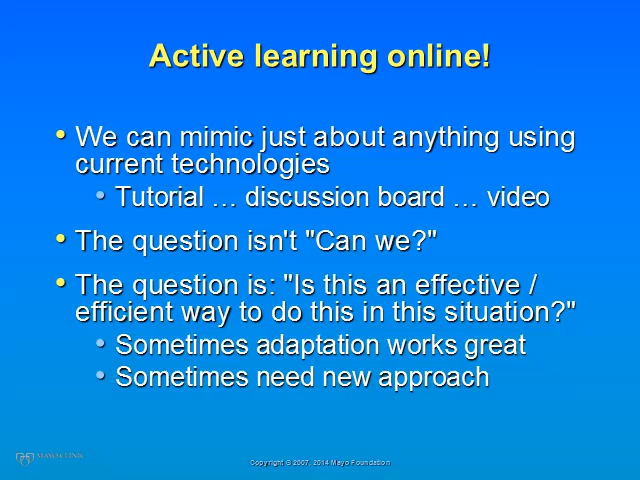 Active learning online!
• We can mimic just about anything using
current technologies
• Tutorial … discussion board … video
• The question isn't "Can we?"
• The question is: "Is this an effective /
efficient way to do this in this situation?"
• Sometimes adaptation works great
• Sometimes need new approach
MAYO CLINIC
Copyright © 2007, 2014 Mayo Foundation